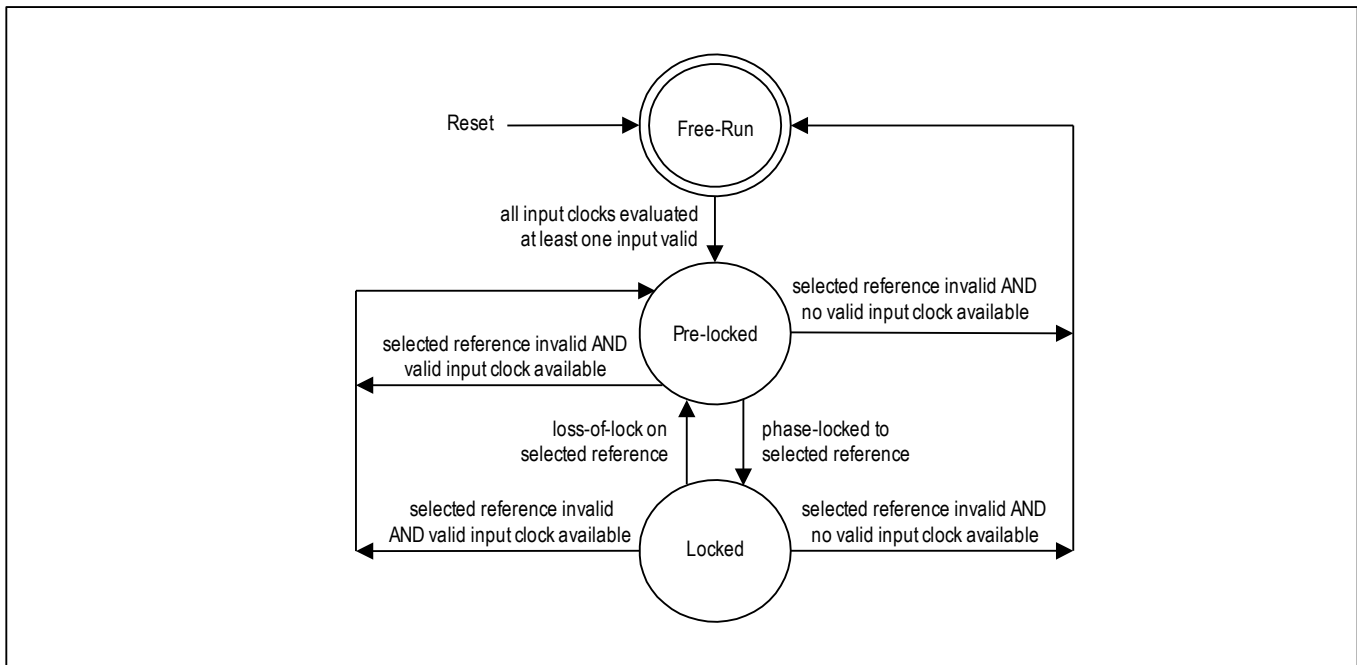 Reset
Free-Run
all input clocks evaluated
at least one input valid
selected reference invalid AND
no valid input clock available
Pre-locked
selected reference invalid AND
valid input clock available
loss-of-lock on
selected reference
phase-locked to
selected reference
selected reference invalid
AND valid input clock available
Locked
selected reference invalid AND
no valid input clock available